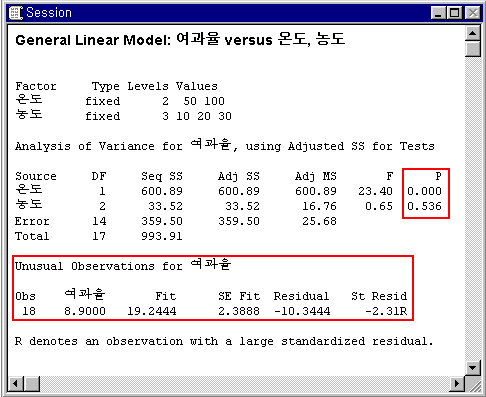 Session
General Linear Model: 여과율 versus 온도, 농도
Factor Type Levels Values
온도 fixed 2 50 100
농도 fixed 3 10 20 30
Analysis of Variance for 여과율, using Adjusted SS for Tests
Source DF Seq SS Adj SS Adj MS F P
온도 1 600.89 600.89 600.89 23.40 0.000
농도 2 33.52 33.52 16.76 0.65 0.536
Error 14 359.50 359.50 25.68
Total 17 993.91
Unusual Observations for 여과율
Obs 여과율 Fit SE Fit Residual St Resid
18 8.9000 19.2444 2.3888 -10.3444 -2.31R
R denotes an observation with a large standardized residual.